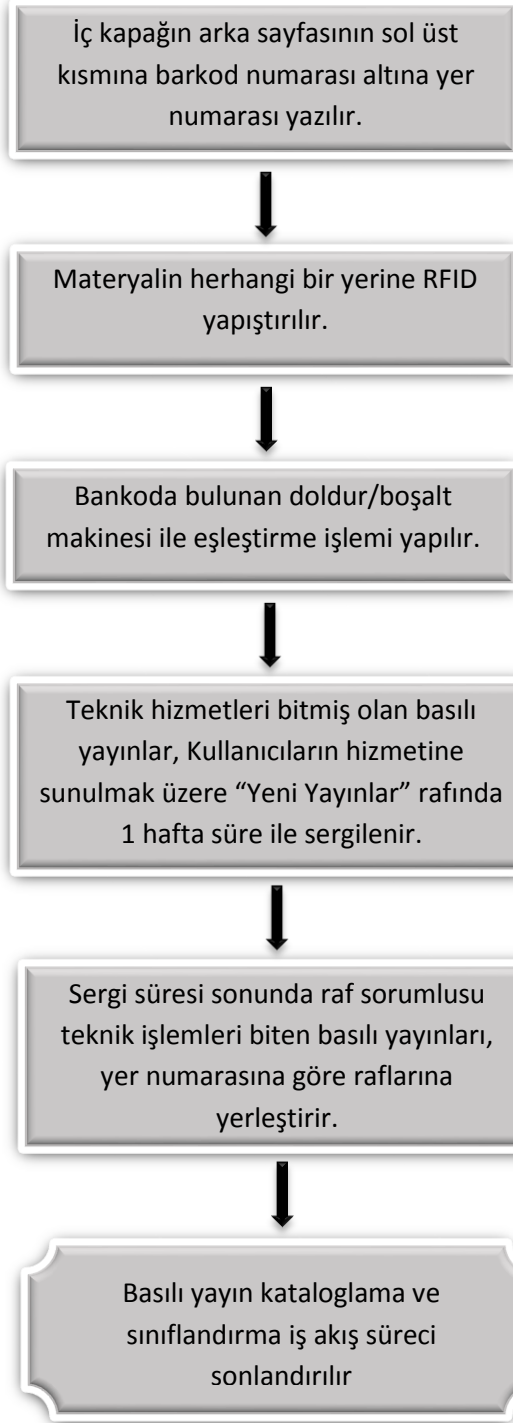 İç kapağın arka sayfasının sol üst
kısmına barkod numarası altına yer
numarası yazılır.
Materyalin herhangi bir yerine RFID
yapıştırılır.
Bankoda bulunan doldur/boşalt
makinesi ile eşleştirme işlemi yapılır.
Teknik hizmetleri bitmiş olan basılı
yayınlar, Kullanıcıların hizmetine
sunulmak üzere “Yeni Yayınlar” rafında
1 hafta süre ile sergilenir.
Sergi süresi sonunda raf sorumlusu
teknik işlemleri biten basılı yayınları,
yer numarasına göre raflarına
yerleştirir.
Basılı yayın kataloglama ve
sınıflandırma iş akış süreci
sonlandırılır